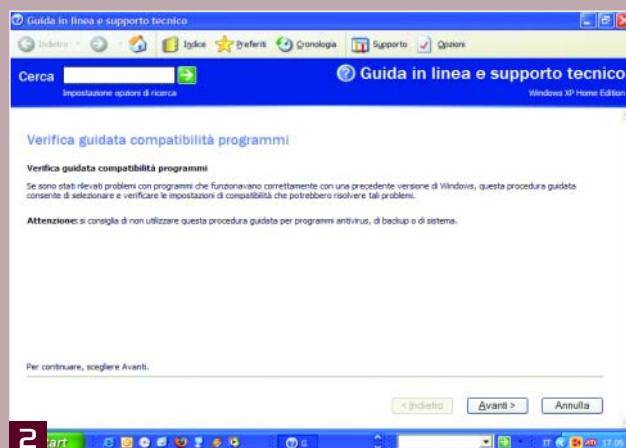 Guida in linea e supporto tecnico
Indietro Indice Preferiti Cronologia Supporto Opzioni
Cerca
Impostazione opzioni di ricerca
Guida in linea e supporto tecnico
Windows XP Home Edition
Verifica guidata compatibilità programmi
Verifica guidata compatibilità programmi
Se sono stati rilevati problemi con programmi che funzionavano correttamente con una precedente versione di Windows, questa procedura guidata
consente di selezionare e verificare le impostazioni di compatibilità che potrebbero risolvere tali problemi.
Attenzione: si consiglia di non utilizzare questa procedura guidata per programmi antivirus, di backup o di sistema.
Per continuare, scegliere Avanti.
< Indietro Avanti > Annulla
2 start G IT 17.05